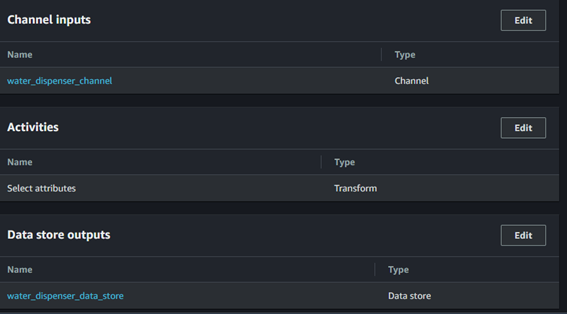 Channel inputs
Edit
Name Type
water_dispenser_channel Channel
Activities
Edit
Name Type
Select attributes Transform
Data store outputs
Edit
Name Type
water_dispenser_data_store Data store